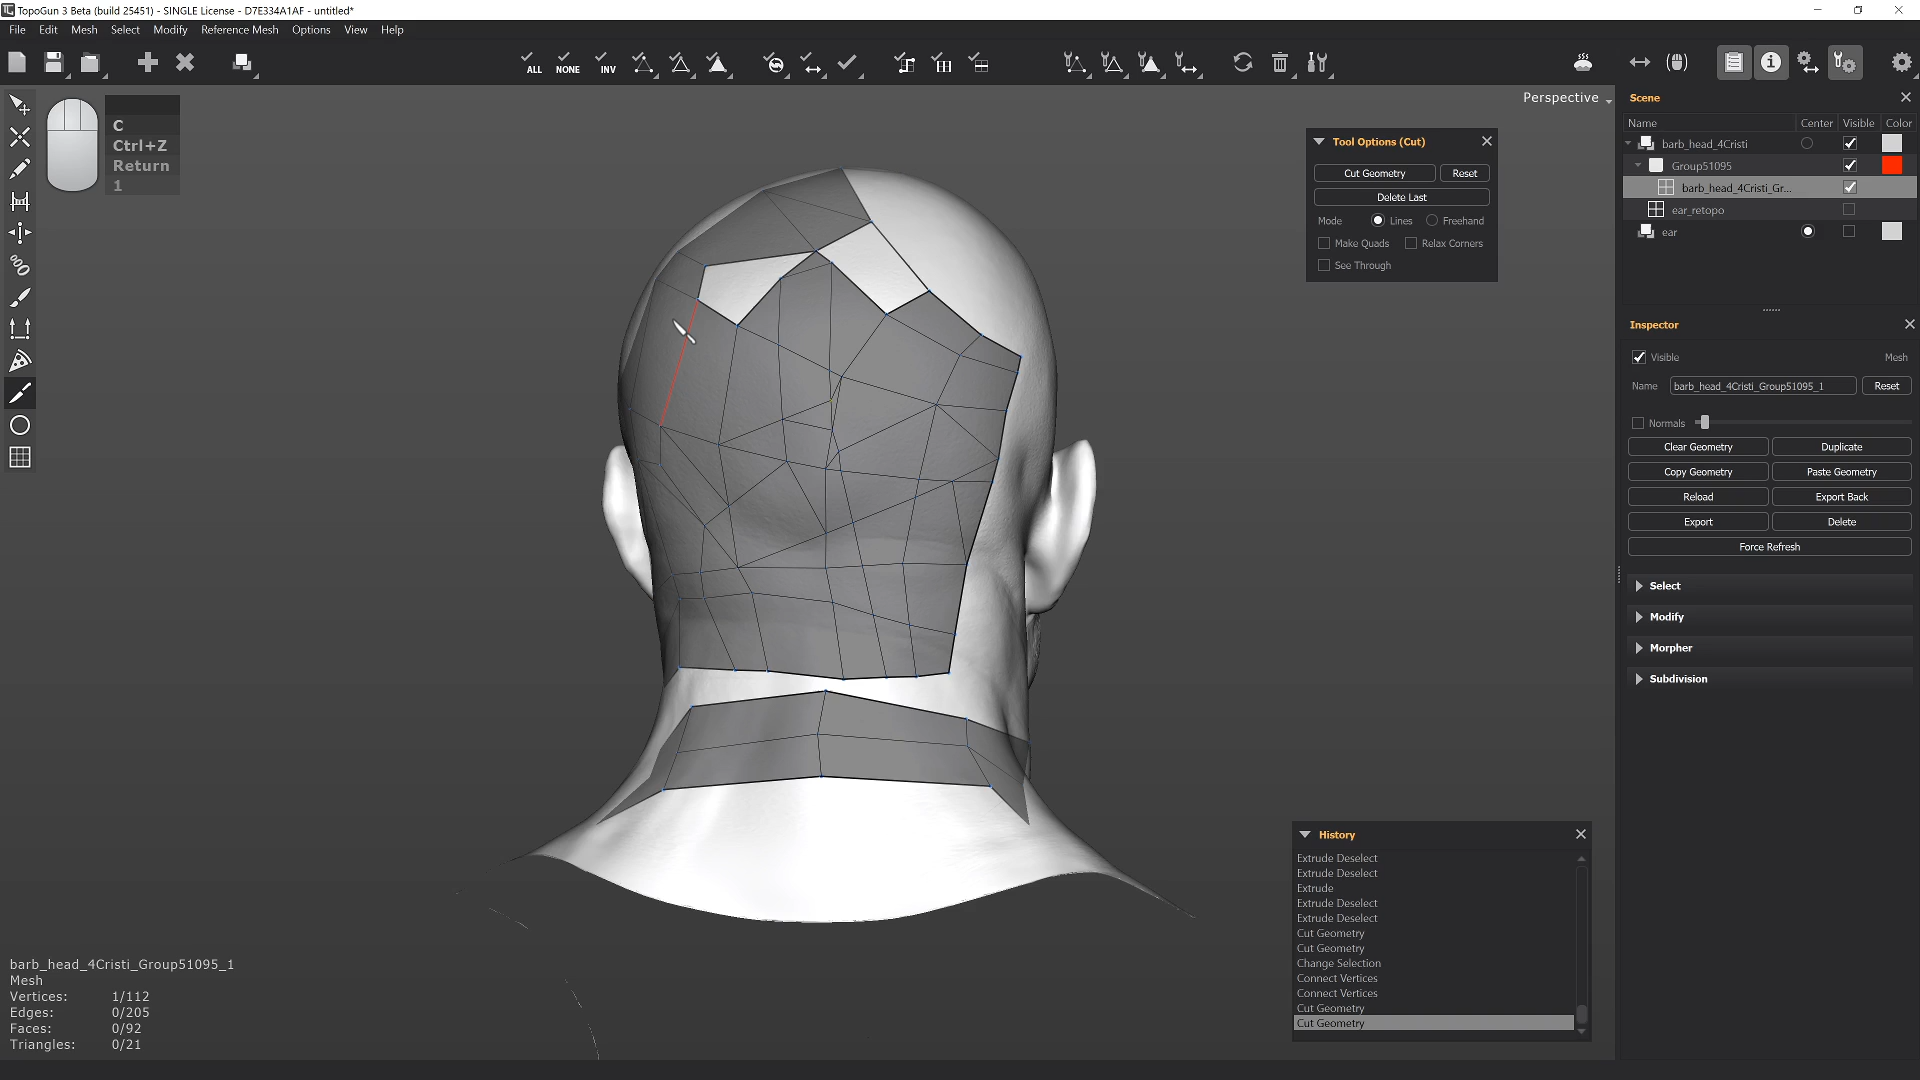 TopoGun 3 Beta (build 25451) - SINGLE License - D7E334A1AF - untitled*
File Edit Mesh Select Modify Reference Mesh Options View Help
ALL NONE INV
Perspective
C
Ctrl+Z
Return
1
Tool Options (Cut)
Cut Geometry Reset
Delete Last
Mode Lines Freehand
Make Quads Relax Corners
See Through
Scene
Name Center Visible Color
barb_head_4Cristi
Group51095
barb_head_4Cristi_Gr...
ear_retopo
ear
Inspector
Visible Mesh
Name barb_head_4Cristi_Group51095_1 Reset
Normals
Clear Geometry Duplicate
Copy Geometry Paste Geometry
Reload Export Back
Export Delete
Force Refresh
Select
Modify
Morpher
Subdivision
History
Extrude Deselect
Extrude Deselect
Extrude
Extrude Deselect
Extrude Deselect
Cut Geometry
Cut Geometry
Change Selection
Connect Vertices
Connect Vertices
Cut Geometry
Cut Geometry
barb_head_4Cristi_Group51095_1
Mesh
Vertices: 1/112
Edges: 0/205
Faces: 0/92
Triangles: 0/21